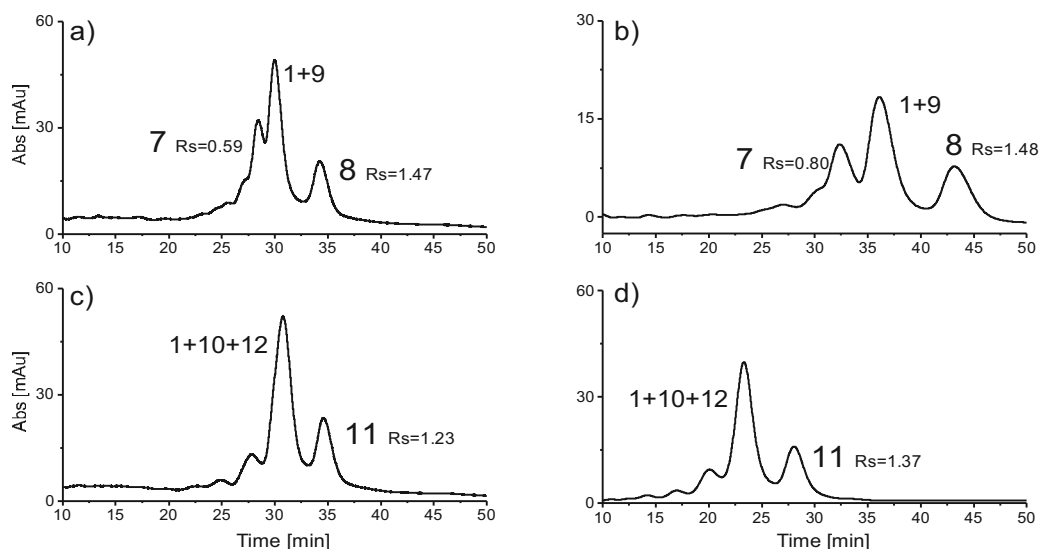 a)
60
30
0
Abs [mAu]
1+9
7 Rs=0.59
8 Rs=1.47
10 15 20 25 30 35 40 45 50
b)
30
15
0
1+9
7 Rs=0.80
8 Rs=1.48
10 15 20 25 30 35 40 45 50
c)
60
30
0
Abs [mAu]
1+10+12
11 Rs=1.23
10 15 20 25 30 35 40 45 50
Time [min]
d)
60
30
0
1+10+12
11 Rs=1.37
10 15 20 25 30 35 40 45 50
Time [min]